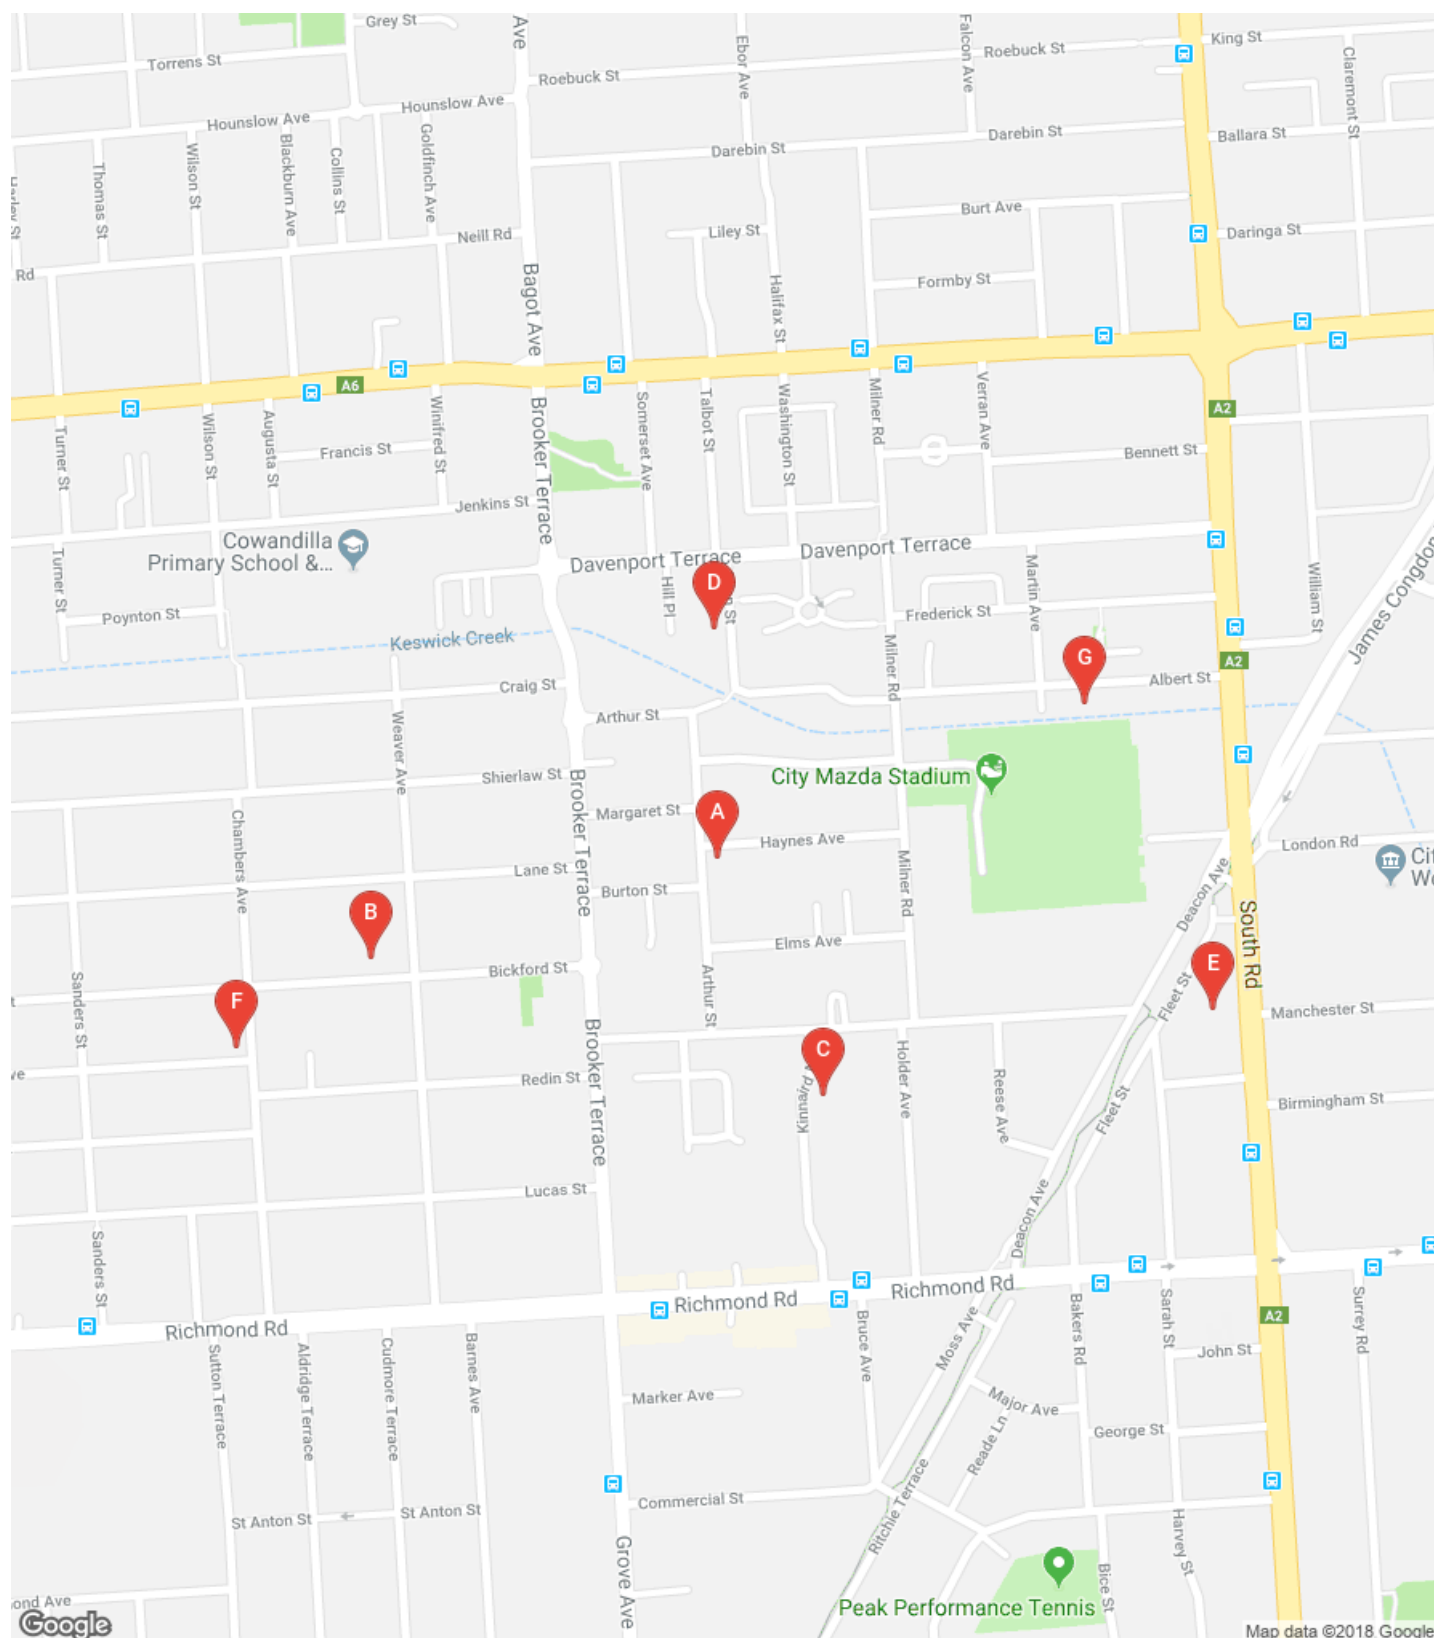 Grey St
Ave
Ebor Ave
Falcon Ave
Roebuck St
King St
Claremont St
Torrens St
Roebuck St
Hounslow Ave
Hounslow Ave
Goldfinch Ave
Blackburn Ave
Collins St
Wilson St
Thomas St
Darebin St
Darebin St
Ballara St
Burt Ave
Neill Rd
Liley St
Daringa St
Rd
Bagot Ave
Halifax St
Formby St
A6
A2
Turner St
Wilson St
Augusta St
Francis St
Winifred St
Brooker Terrace
Somerset Ave
Talbot St
Washington St
Milner Rd
Verran Ave
Bennett St
Jenkins St
Cowandilla
Primary School &...
Davenport Terrace
Davenport Terrace
Turner St
Hill Pl
D
St
Martin Ave
William St
James Congdon
Poynton St
Frederick St
Keswick Creek
Milner Rd
G
A2
Albert St
Craig St
Arthur St
Weaver Ave
Shierlaw St
Brooker Terrace
City Mazda Stadium
Margaret St
A
Haynes Ave
London Rd
Chambers Ave
Lane St
Milner Rd
Deacon Ave
Burton St
B
South Rd
Elms Ave
Bickford St
Sanders St
F
Arthur St
Fleet St
E
Manchester St
Brooker Terrace
C
Holder Ave
Reese Ave
Redin St
Fleet St
Birmingham St
Lucas St
Deacon Ave
Sanders St
Richmond Rd
Richmond Rd
Richmond Rd
Sutton Terrace
Aldridge Terrace
Cudmore Terrace
Barnes Ave
Bruce Ave
Moss Ave
Bakers Rd
Sarah St
A2
Surrey Rd
John St
Marker Ave
Major Ave
Reade Ln
George St
Commercial St
St Anton St
St Anton St
Ritchie Terrace
Harvey St
Grove Ave
Bice St
Peak Performance Tennis
Google
Map data ©2018 Google